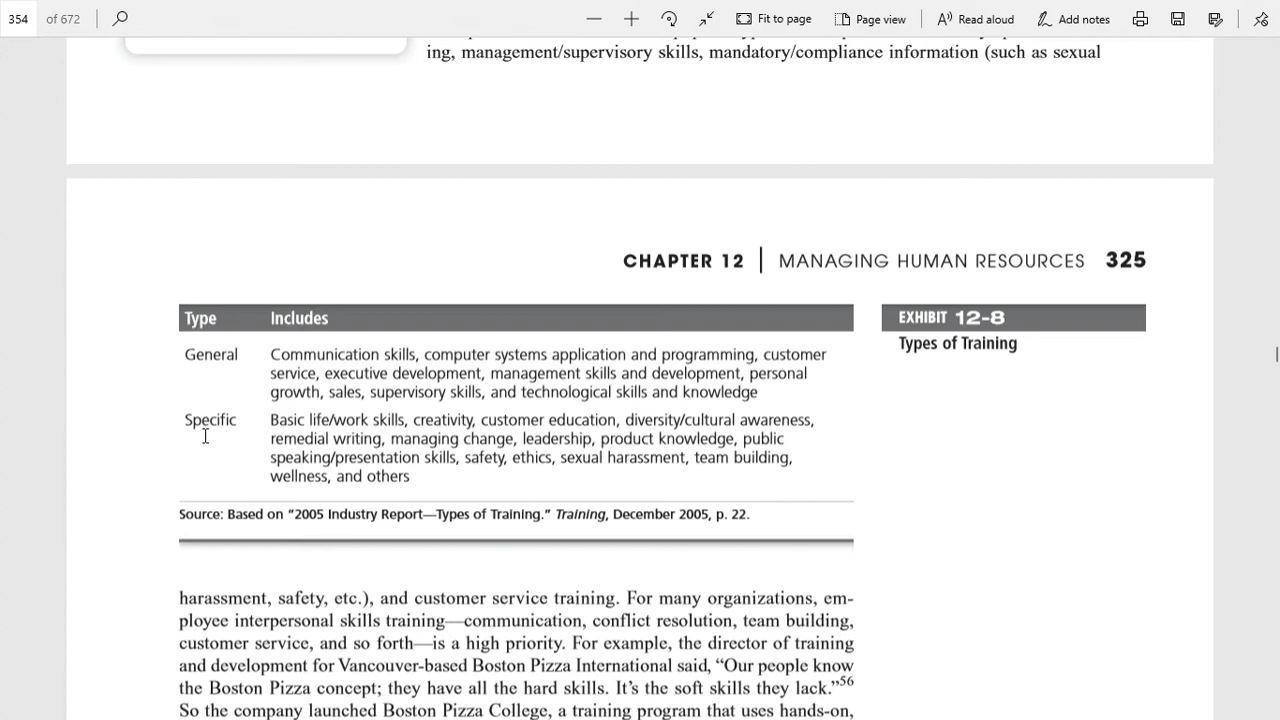 354 of 672 Fit to page Page view Read aloud Add notes
ing, management/supervisory skills, mandatory/compliance information (such as sexual
CHAPTER 12 | MANAGING HUMAN RESOURCES 325
Type Includes
EXHIBIT 12-8
Types of Training
General Communication skills, computer systems application and programming, customer
service, executive development, management skills and development, personal
growth, sales, supervisory skills, and technological skills and knowledge
Specific Basic life/work skills, creativity, customer education, diversity/cultural awareness,
remedial writing, managing change, leadership, product knowledge, public
speaking/presentation skills, safety, ethics, sexual harassment, team building,
wellness, and others
Source: Based on "2005 Industry Report—Types of Training." Training, December 2005, p. 22.
harassment, safety, etc.), and customer service training. For many organizations, em-
ployee interpersonal skills training—communication, conflict resolution, team building,
customer service, and so forth—is a high priority. For example, the director of training
and development for Vancouver-based Boston Pizza International said, “Our people know
the Boston Pizza concept; they have all the hard skills. It’s the soft skills they lack.”56
So the company launched Boston Pizza College, a training program that uses hands-on,